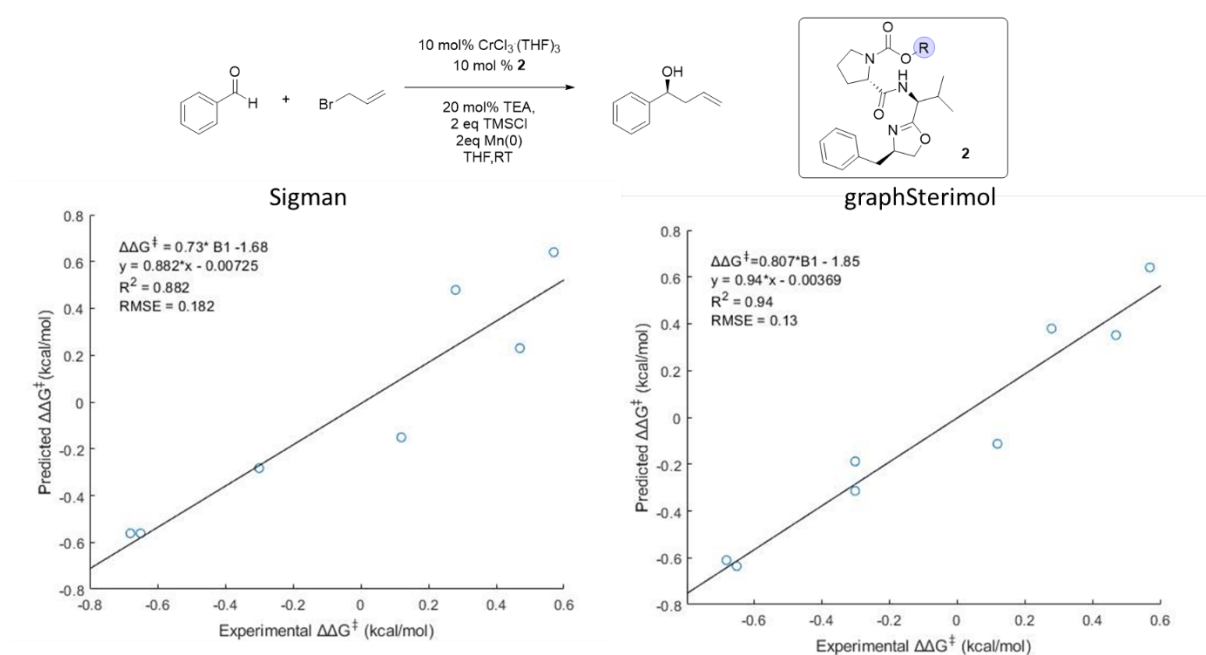 O
H
+
Br
10 mol% CrCl3·(THF)3
10 mol % 2
20 mol% TEA,
2 eq TMSCl
2eq Mn(0)
THF,RT
OH
O
R
N
O
H
N
O
N
O
2
Sigman
ΔΔG‡ = 0.73* B1 -1.68
y = 0.882*x - 0.00725
R2 = 0.882
RMSE = 0.182
0.8
0.6
0.4
0.2
0
-0.2
-0.4
-0.6
-0.8
-0.8 -0.6 -0.4 -0.2 0 0.2 0.4 0.6
Predicted ΔΔG‡(kcal/mol)
Experimental ΔΔG‡ (kcal/mol)
graphSterimol
ΔΔG‡=0.807*B1 - 1.85
y = 0.94*x - 0.00369
R2 = 0.94
RMSE = 0.13
0.8
0.6
0.4
0.2
0
-0.2
-0.4
-0.6
-0.8
-0.6 -0.4 -0.2 0 0.2 0.4 0.6
Predicted ΔΔG‡ (kcal/mol)
Experimental ΔΔG‡ (kcal/mol)